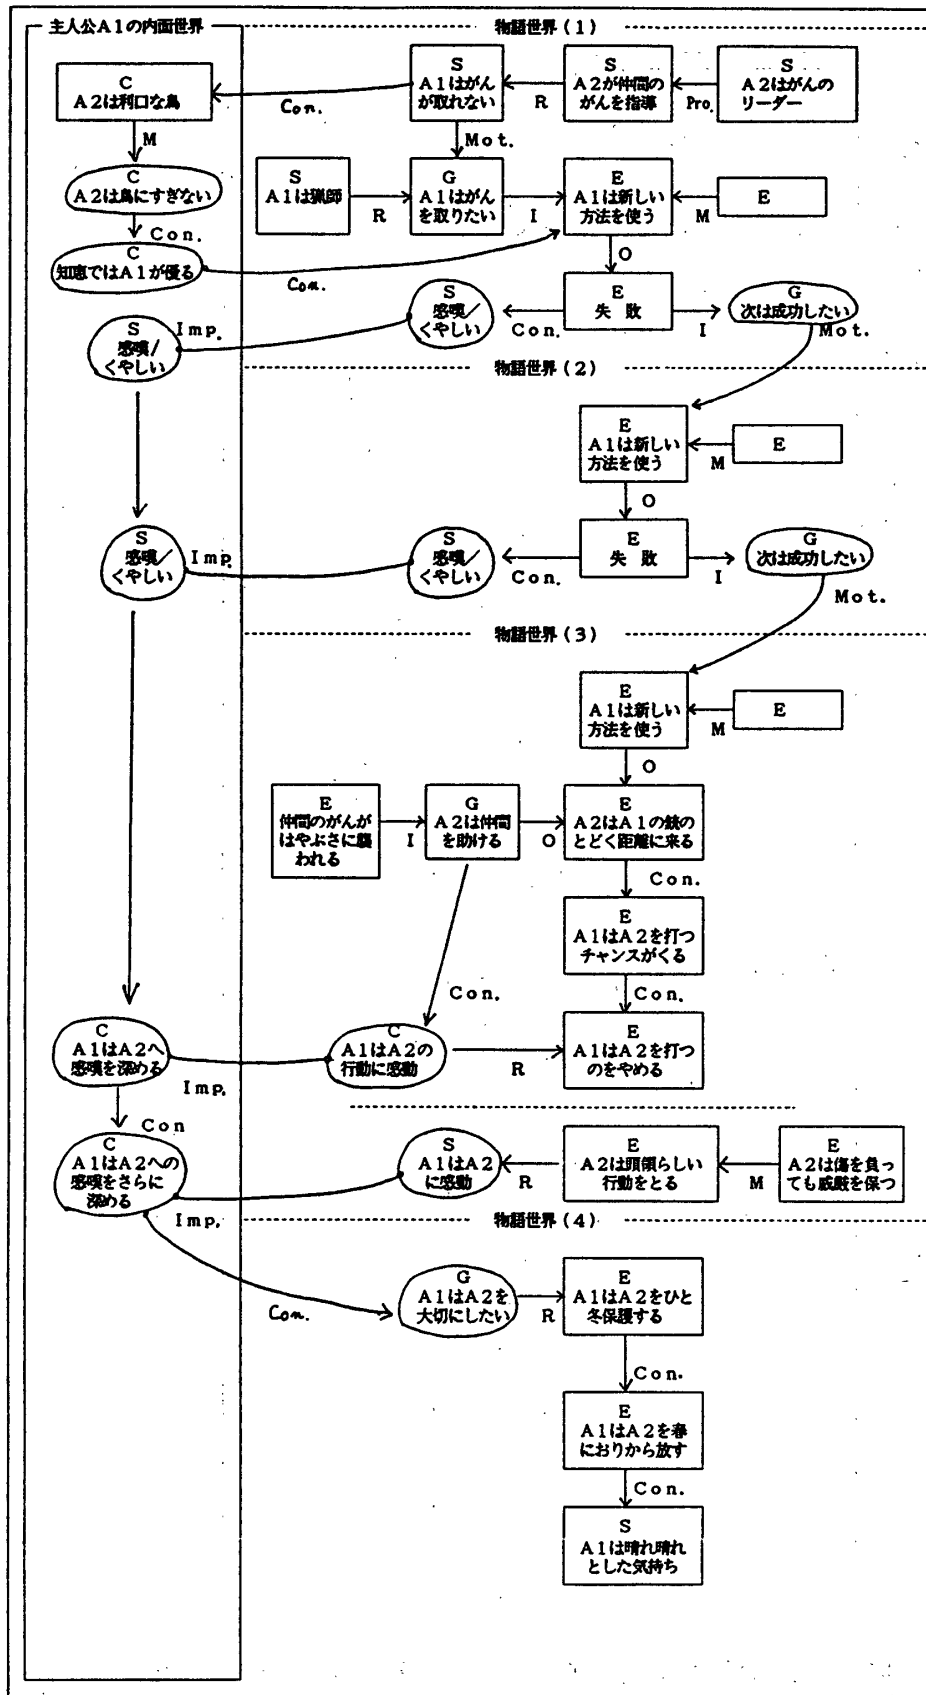 主人公A1の内面世界
物語世界(1)
C
A2は利口な鳥
Con.
S
A1はがん
が取れない
R
S
A2が仲間の
がんを指導
Pro.
S
A2はがんの
リーダー
M
Mot.
C
A2は鳥にすぎない
S
A1は猟師
R
G
A1はがん
を取りたい
I
E
A1は新しい
方法を使う
M
E
Con.
C
知恵ではA1が優る
Con.
O
S
感嘆/
くやしい
Imp.
S
感嘆/
くやしい
Con.
E
失敗
I
G
次は成功したい
Mot.
物語世界(2)
E
A1は新しい
方法を使う
M
E
O
S
感嘆/
くやしい
Imp.
S
感嘆/
くやしい
Con.
E
失敗
I
G
次は成功したい
Mot.
物語世界(3)
E
A1は新しい
方法を使う
M
E
O
E
仲間のがんが
はやぶさに襲
われる
I
G
A2は仲間
を助ける
O
E
A2はA1の銃の
とどく距離に来る
Con.
E
A1はA2を打つ
チャンスがくる
Con.
Con.
C
A1はA2へ
感嘆を深める
Imp.
C
A1はA2の
行動に感動
R
E
A1はA2を打つ
のをやめる
Con
C
A1はA2への
感嘆をさらに
深める
Imp.
S
A1はA2
に感動
R
E
A2は頭領らしい
行動をとる
M
E
A2は傷を負っ
ても威厳を保つ
物語世界(4)
Con.
G
A1はA2を
大切にしたい
R
E
A1はA2をひと
冬保護する
Con.
E
A1はA2を春
におりから放す
Con.
S
A1は晴れ晴れ
とした気持ち